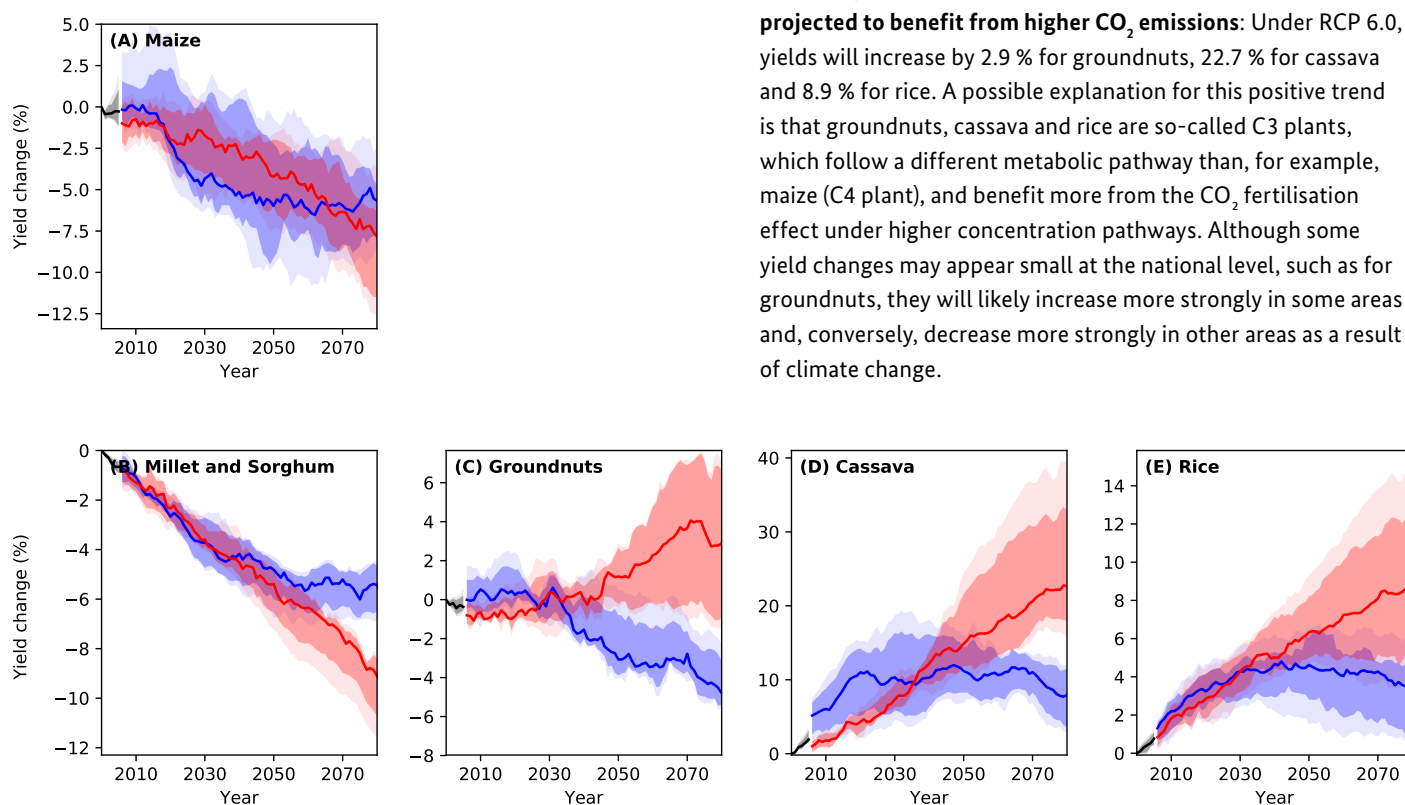 (A) Maize
5.0
2.5
0.0
−2.5
−5.0
−7.5
−10.0
−12.5
Yield change (%)
2010 2030 2050 2070
Year
projected to benefit from higher CO₂ emissions: Under RCP 6.0,
yields will increase by 2.9 % for groundnuts, 22.7 % for cassava
and 8.9 % for rice. A possible explanation for this positive trend
is that groundnuts, cassava and rice are so-called C3 plants,
which follow a different metabolic pathway than, for example,
maize (C4 plant), and benefit more from the CO₂ fertilisation
effect under higher concentration pathways. Although some
yield changes may appear small at the national level, such as for
groundnuts, they will likely increase more strongly in some areas
and, conversely, decrease more strongly in other areas as a result
of climate change.
(B) Millet and Sorghum
0
−2
−4
−6
−8
−10
−12
Yield change (%)
2010 2030 2050 2070
Year
(C) Groundnuts
6
4
2
0
−2
−4
−6
−8
2010 2030 2050 2070
Year
(D) Cassava
40
30
20
10
0
2010 2030 2050 2070
Year
(E) Rice
14
12
10
8
6
4
2
0
2010 2030 2050 2070
Year